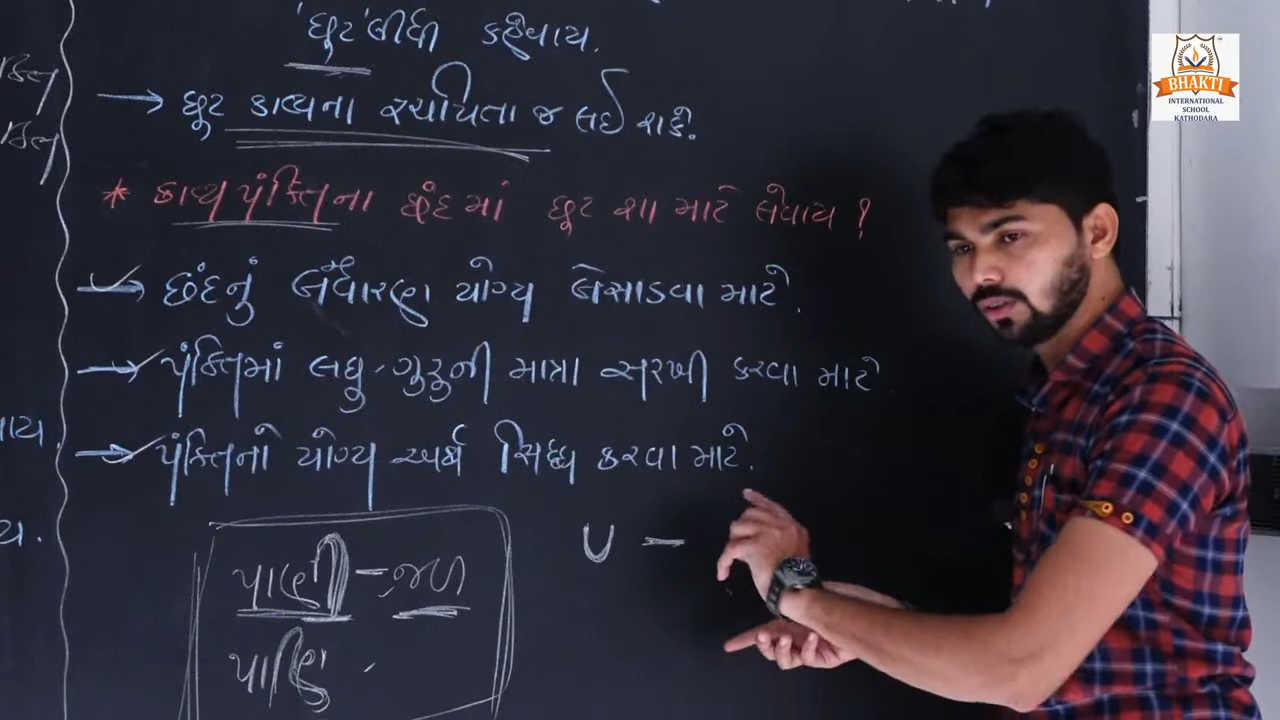 'છૂટ' લીધી કહેવાય.
→ છૂટ કાવ્યના રચયિતા જ લઈ શકે.
* કાવ્ય પંક્તિના છંદમાં છૂટ શા માટે લેવાય ?
→ છંદનું બંધારણ યોગ્ય બેસાડવા માટે.
→ પંક્તિમાં લઘુ-ગુરુની માત્રા સરખી કરવા માટે
→ પંક્તિનો યોગ્ય અર્થ સિધ્ધ કરવા માટે.
પાણી - જળ
પાણિ
U –
BHAKTI
INTERNATIONAL
SCHOOL
KATHODARA